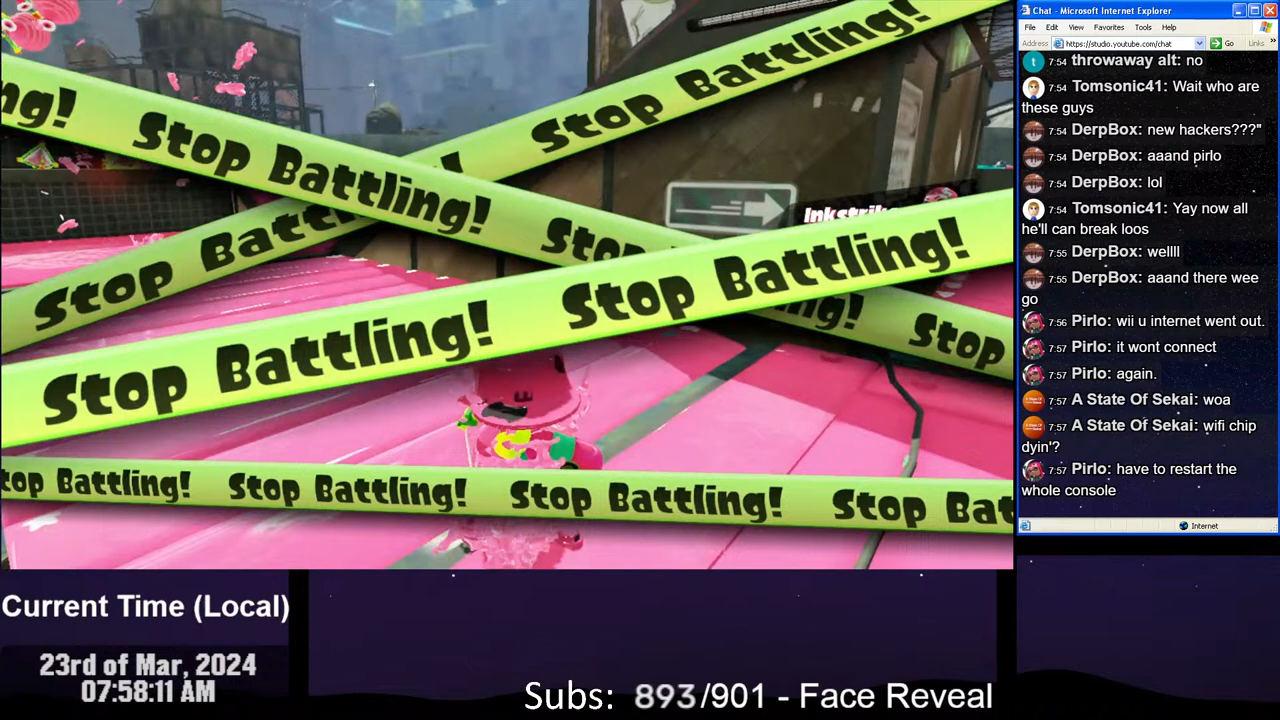 Stop Battling!
ng! Stop Battling! Stop
Stop Batt
Inkstrik
Stop Battling! Stop Battling!
ng! Stop
top Battling! Stop Battling! Stop Battling! Stop Bat
Chat - Microsoft Internet Explorer
File Edit View Favorites Tools Help
Address https://studio.youtube.com/chat Go Links »
t 7:54 throwaway alt: no
7:54 Tomsonic41: Wait who are
these guys
7:54 DerpBox: new hackers???"
7:54 DerpBox: aaand pirlo
7:54 DerpBox: lol
7:54 Tomsonic41: Yay now all
he'll can break loos
7:55 DerpBox: wellll
7:55 DerpBox: aaand there wee
go
7:56 Pirlo: wii u internet went out.
7:57 Pirlo: it wont connect
7:57 Pirlo: again.
7:57 A State Of Sekai: woa
7:57 A State Of Sekai: wifi chip
dyin'?
7:57 Pirlo: have to restart the
whole console
Internet
Current Time (Local)
23rd of Mar, 2024
07:58:11 AM
Subs: 893/901 - Face Reveal